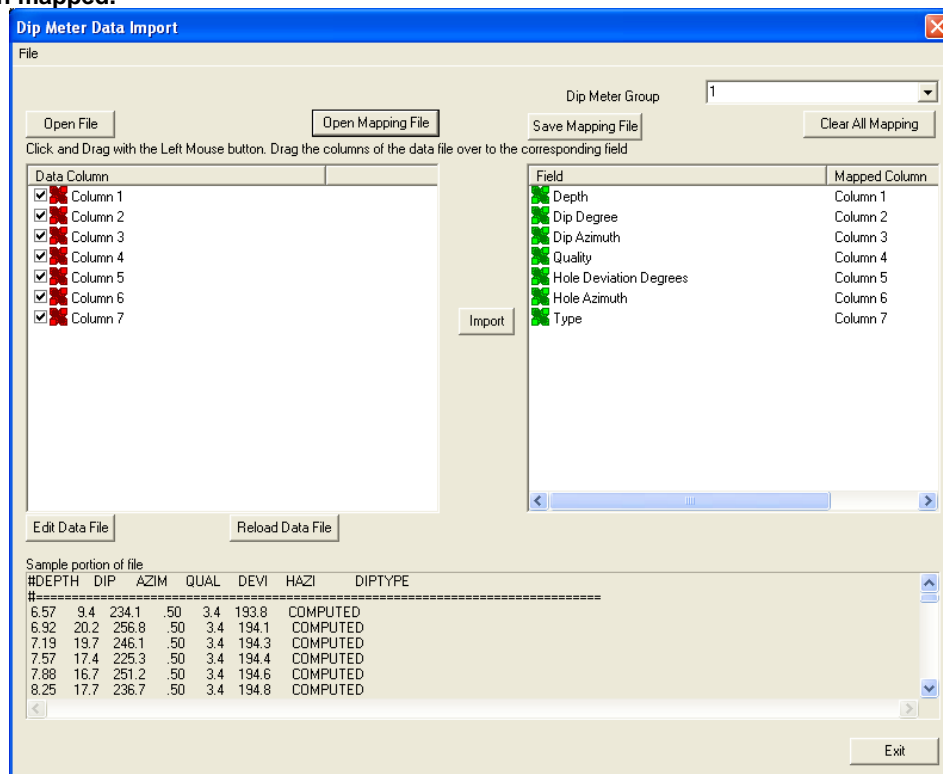 mapped.
Dip Meter Data Import
File
Dip Meter Group 1
Open File Open Mapping File Save Mapping File Clear All Mapping
Click and Drag with the Left Mouse button. Drag the columns of the data file over to the corresponding field
Data Column Field Mapped Column
Column 1 Depth Column 1
Column 2 Dip Degree Column 2
Column 3 Dip Azimuth Column 3
Column 4 Quality Column 4
Column 5 Hole Deviation Degrees Column 5
Column 6 Hole Azimuth Column 6
Column 7 Type Column 7
Import
Edit Data File Reload Data File
Sample portion of file
#DEPTH DIP AZIM QUAL DEVI HAZI DIPTYPE
#==========================================================================
6.57 9.4 234.1 .50 3.4 193.8 COMPUTED
6.92 20.2 256.8 .50 3.4 194.1 COMPUTED
7.19 19.7 246.1 .50 3.4 194.3 COMPUTED
7.57 17.4 225.3 .50 3.4 194.4 COMPUTED
7.88 16.7 251.2 .50 3.4 194.6 COMPUTED
8.25 17.7 236.7 .50 3.4 194.8 COMPUTED
Exit